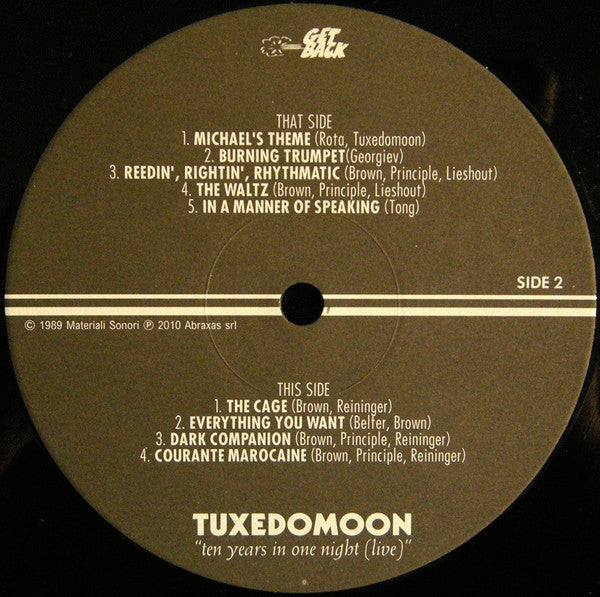 GET
BACK
THAT SIDE
1. MICHAEL'S THEME (Rota, Tuxedomoon)
2. BURNING TRUMPET(Georgiev)
3. REEDIN', RIGHTIN', RHYTHMATIC (Brown, Principle, Lieshout)
4. THE WALTZ (Brown, Principle, Lieshout)
5. IN A MANNER OF SPEAKING (Tong)
SIDE 2
© 1989 Materiali Sonori ℗ 2010 Abraxas srl
THIS SIDE
1. THE CAGE (Brown, Reininger)
2. EVERYTHING YOU WANT (Belfer, Brown)
3. DARK COMPANION (Brown, Principle, Reininger)
4. COURANTE MAROCAINE (Brown, Principle, Reininger)
TUXEDOMOON
"ten years in one night (live)"